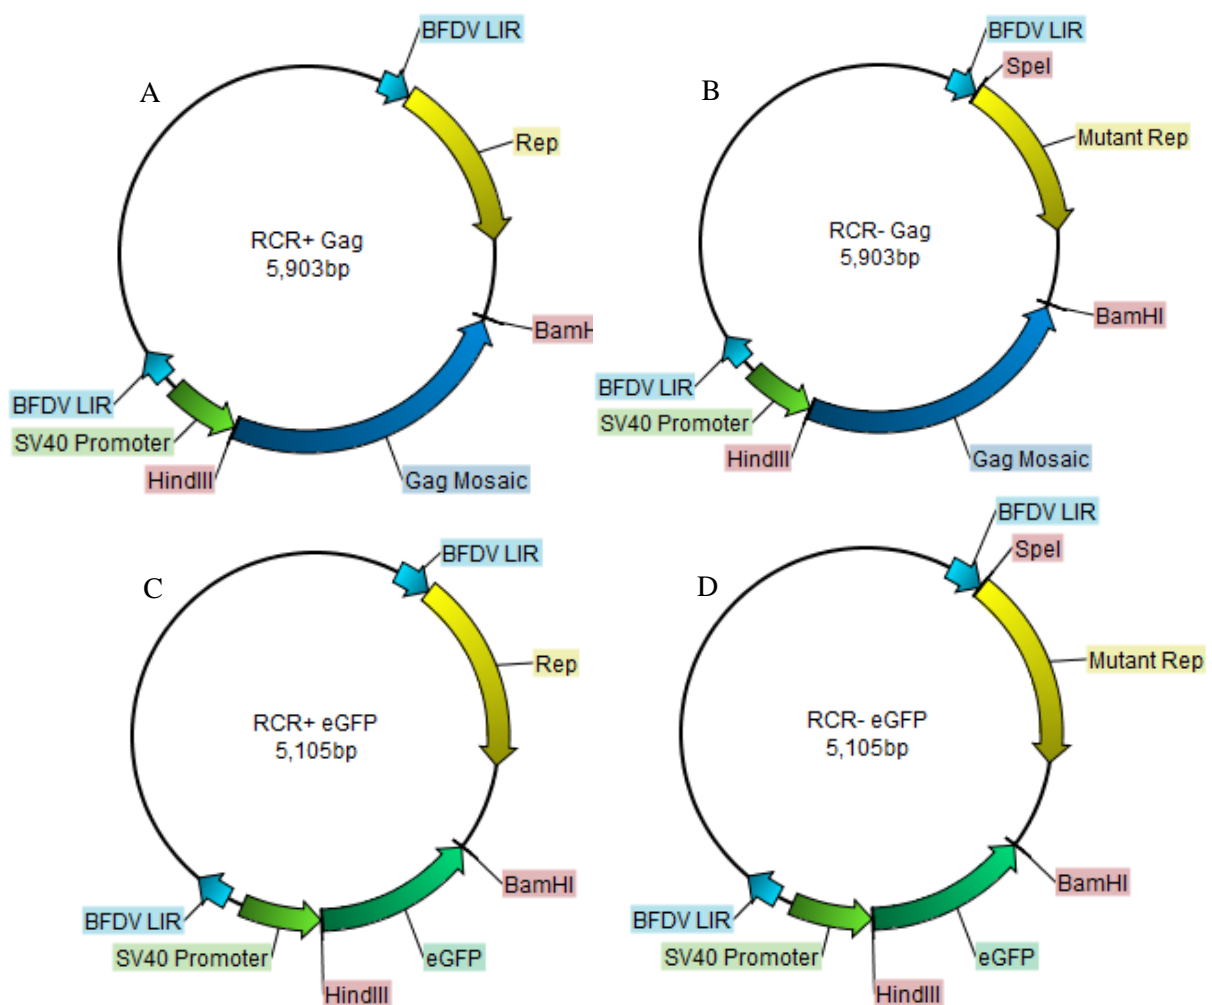 A
BFDV LIR
Rep
RCR+ Gag
5,903bp
BamH
BFDV LIR
SV40 Promoter
HindIII
Gag Mosaic
B
BFDV LIR
SpeI
Mutant Rep
RCR- Gag
5,903bp
BamHI
BFDV LIR
SV40 Promoter
HindIII
Gag Mosaic
C
BFDV LIR
Rep
RCR+ eGFP
5,105bp
BamHI
BFDV LIR
SV40 Promoter
eGFP
HindIII
D
BFDV LIR
SpeI
Mutant Rep
RCR- eGFP
5,105bp
BamHI
BFDV LIR
SV40 Promoter
eGFP
HindIII